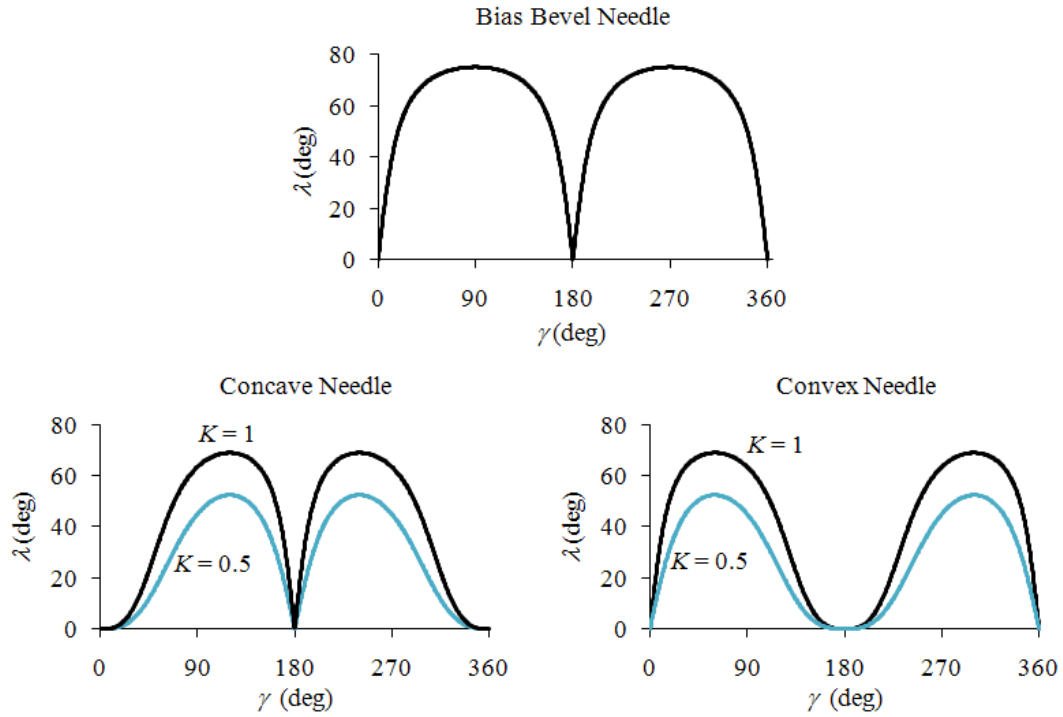 Bias Bevel Needle
80
60
40
20
0
λ (deg)
0 90 180 270 360
γ (deg)
Concave Needle
80
60
40
20
0
λ (deg)
K = 1
K = 0.5
0 90 180 270 360
γ (deg)
Convex Needle
80
60
40
20
0
λ (deg)
K = 1
K = 0.5
0 90 180 270 360
γ (deg)